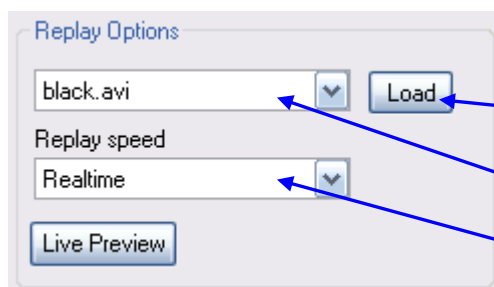 Replay Options
black.avi Load
Replay speed
Realtime
Live Preview